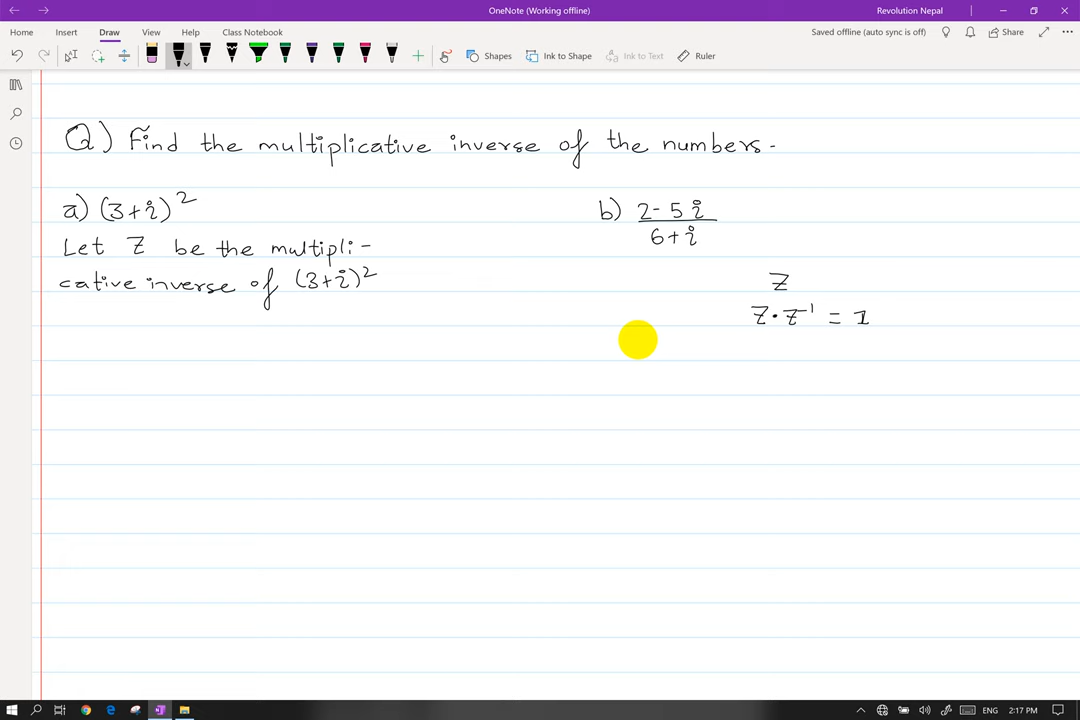 OneNote (Working offline)
Revolution Nepal
Home Insert Draw View Help Class Notebook
Saved offline (auto sync is off)
Share
Shapes Ink to Shape Ink to Text Ruler
Q) Find the multiplicative inverse of the numbers.
a) (3+i)²
Let Z be the multipli-
cative inverse of (3+i)²
b) 2-5i
6+i
Z
Z·Z⁻¹ = 1
ENG 2:17 PM